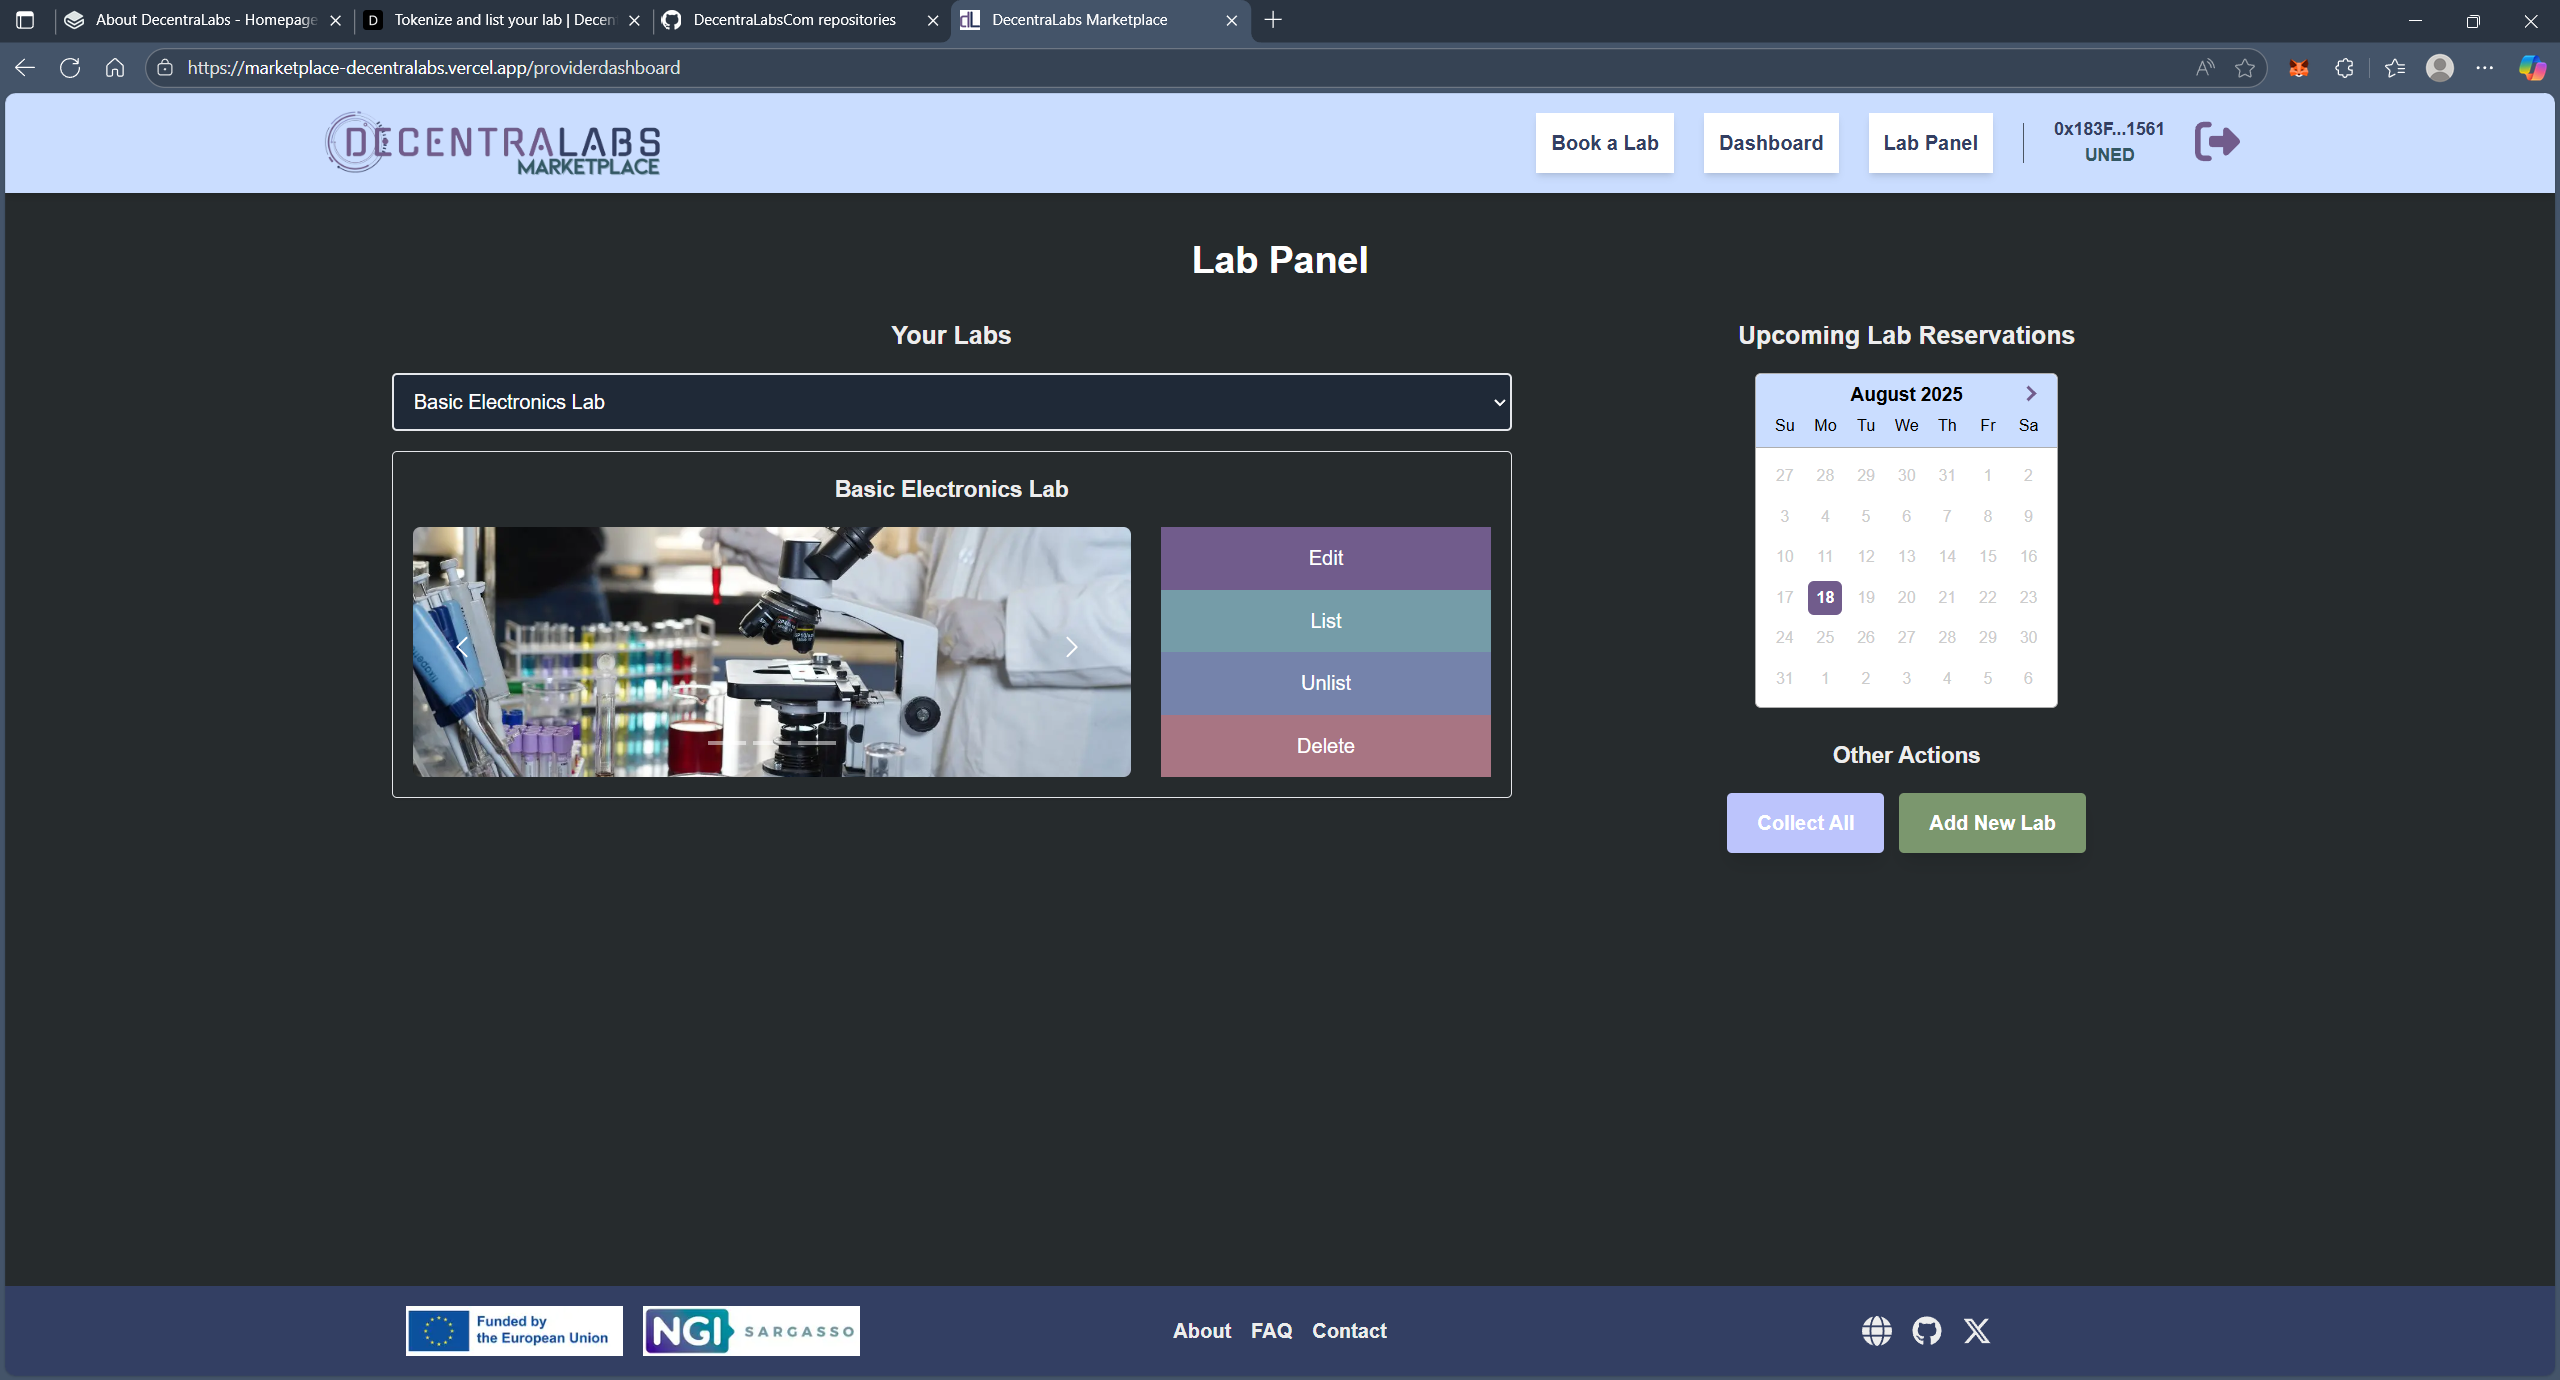 About DecentraLabs - Homepage
Tokenize and list your lab | Decen
DecentraLabsCom repositories
DecentraLabs Marketplace
https://marketplace-decentralabs.vercel.app/providerdashboard
DECENTRALABS
MARKETPLACE
Book a Lab
Dashboard
Lab Panel
0x183F...1561
UNED
Lab Panel
Your Labs
Basic Electronics Lab
Basic Electronics Lab
Edit
List
Unlist
Delete
Upcoming Lab Reservations
August 2025
Su Mo Tu We Th Fr Sa
27 28 29 30 31 1 2
3 4 5 6 7 8 9
10 11 12 13 14 15 16
17 18 19 20 21 22 23
24 25 26 27 28 29 30
31 1 2 3 4 5 6
Other Actions
Collect All
Add New Lab
Funded by
the European Union
NGI SARGASSO
About FAQ Contact